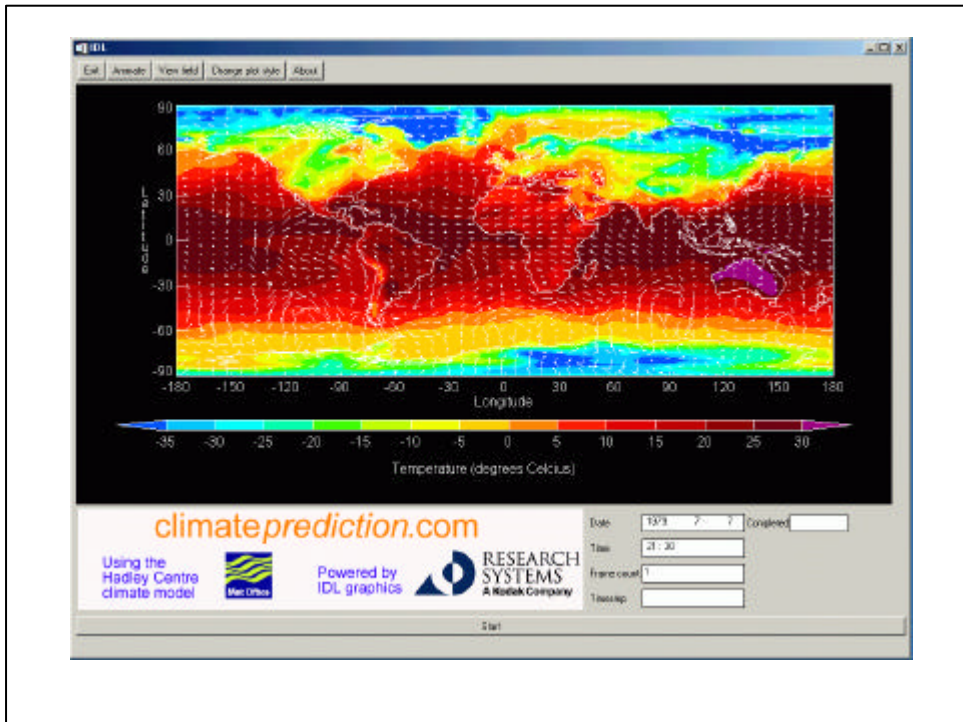 IDL
Exit Animate View field Change plot style About
90
60
30
0
-30
-60
-90
Latitude
-180 -150 -120 -90 -60 -30 0 30 60 90 120 150 180
Longitude
-35 -30 -25 -20 -15 -10 -5 0 5 10 15 20 25 30
Temperature (degrees Celcius)
climateprediction.com
Using the
Hadley Centre
climate model
Met Office
Powered by
IDL graphics
RESEARCH
SYSTEMS
A Kodak Company
Date 1979 7 Completed
Time 21 : 30
Frame count 1
Timestep
Start